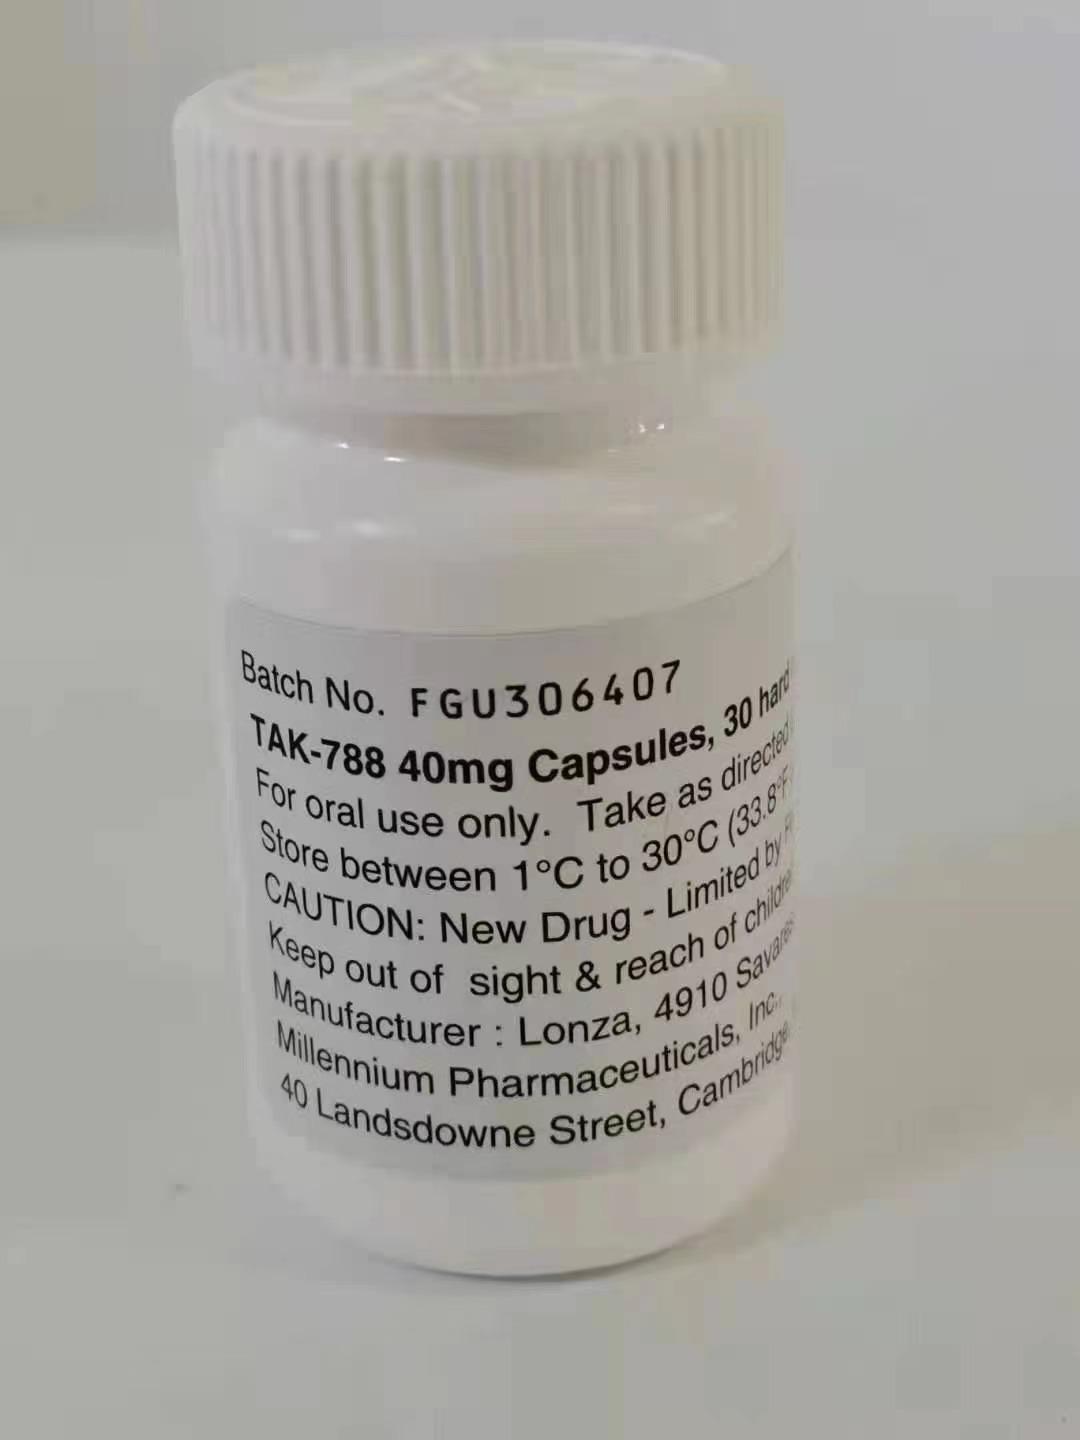 Batch No. FGU306407
TAK-788 40mg Capsules, 30 hard
For oral use only. Take as directed
Store between 1°C to 30°C (33.8°F
CAUTION: New Drug - Limited by
Keep out of sight & reach of
Manufacturer : Lonza, 4910
Millennium Pharmaceuticals, Inc.,
40 Landsdowne Street, Cambridge,